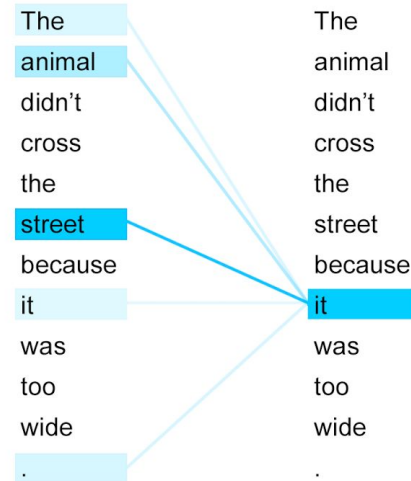 The
animal
didn’t
cross
the
street
because
it
was
too
wide
.
The
animal
didn’t
cross
the
street
because
it
was
too
wide
.